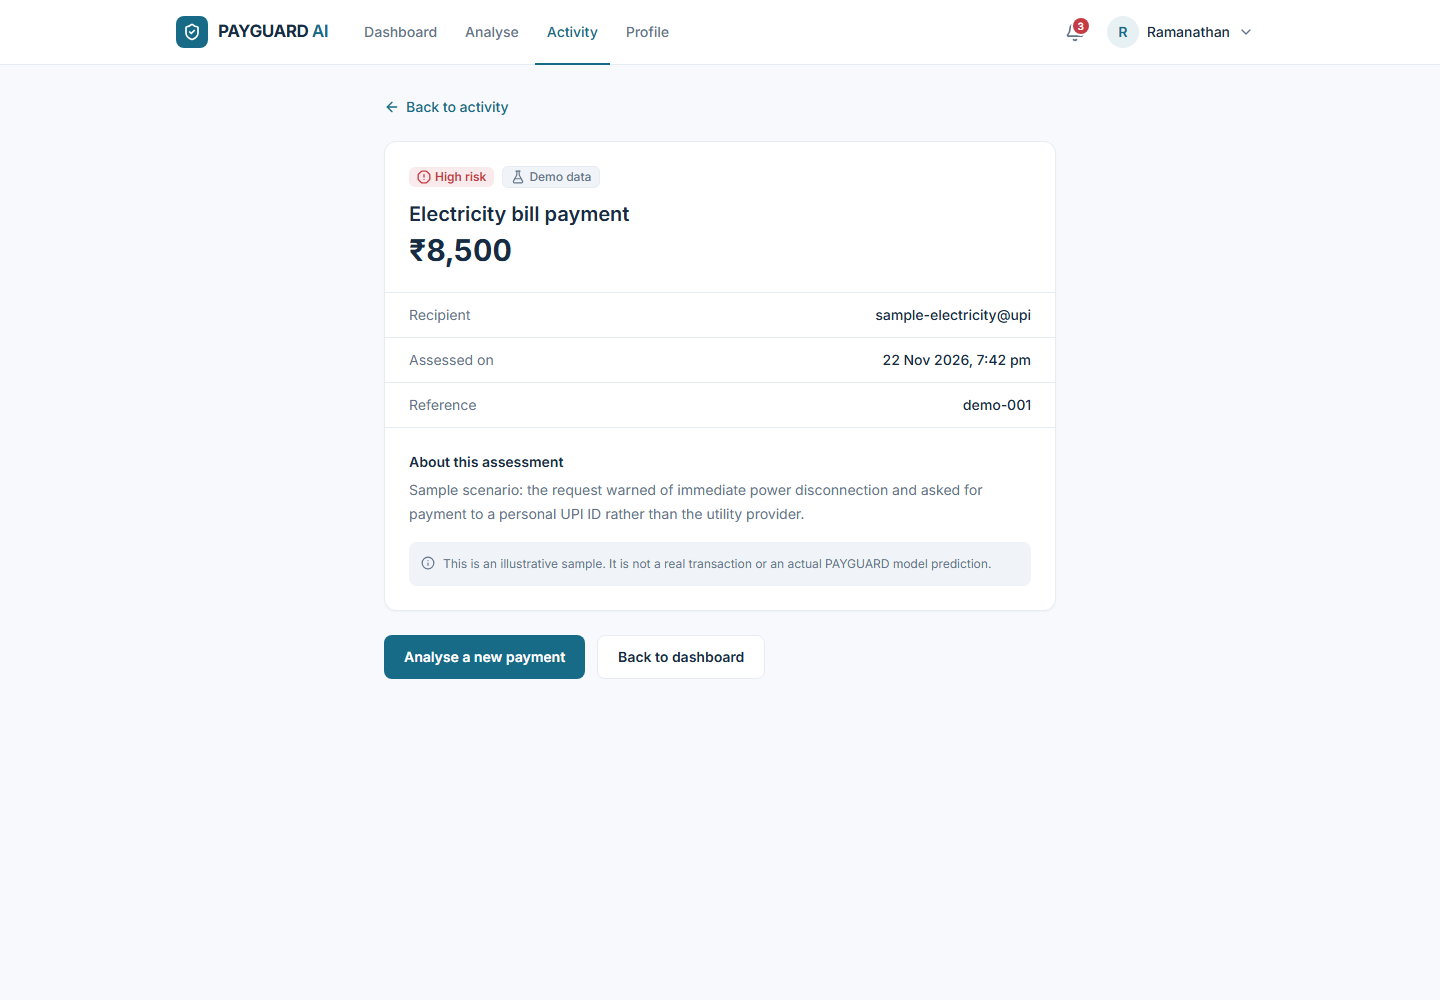 PAYGUARD AI
Dashboard
Analyse
Activity
Profile
3
R
Ramanathan
Back to activity
High risk
Demo data
Electricity bill payment
₹8,500
Recipient
sample-electricity@upi
Assessed on
22 Nov 2026, 7:42 pm
Reference
demo-001
About this assessment
Sample scenario: the request warned of immediate power disconnection and asked for
payment to a personal UPI ID rather than the utility provider.
This is an illustrative sample. It is not a real transaction or an actual PAYGUARD model prediction.
Analyse a new payment
Back to dashboard